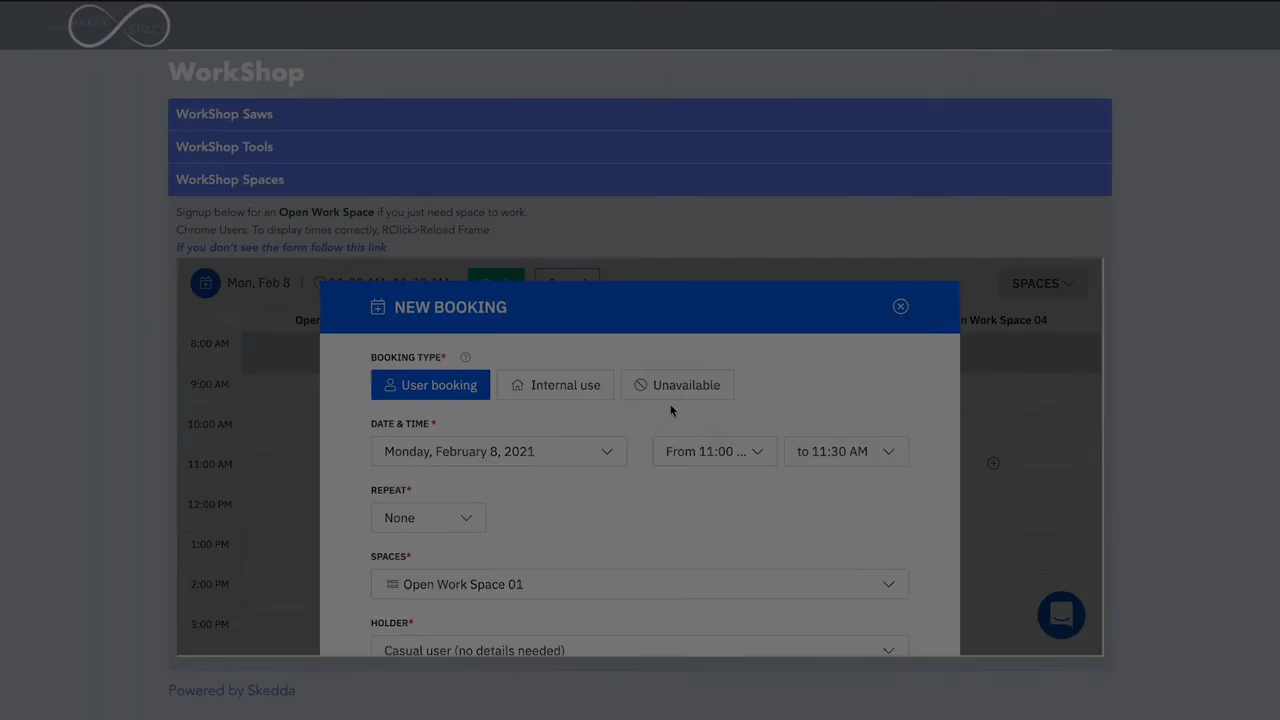 SPACE
WorkShop
WorkShop Saws
WorkShop Tools
WorkShop Spaces
Signup below for an Open Work Space if you just need space to work.
Chrome Users: To display times correctly, RClick>Reload Frame
If you don't see the form follow this link
Mon, Feb 8 |
SPACES
NEW BOOKING
n Work Space 04
8:00 AM
9:00 AM
10:00 AM
11:00 AM
12:00 PM
1:00 PM
2:00 PM
3:00 PM
BOOKING TYPE* ?
User booking Internal use Unavailable
DATE & TIME *
Monday, February 8, 2021 From 11:00 ... to 11:30 AM
REPEAT*
None
SPACES*
Open Work Space 01
HOLDER*
Casual user (no details needed)
Powered by Skedda